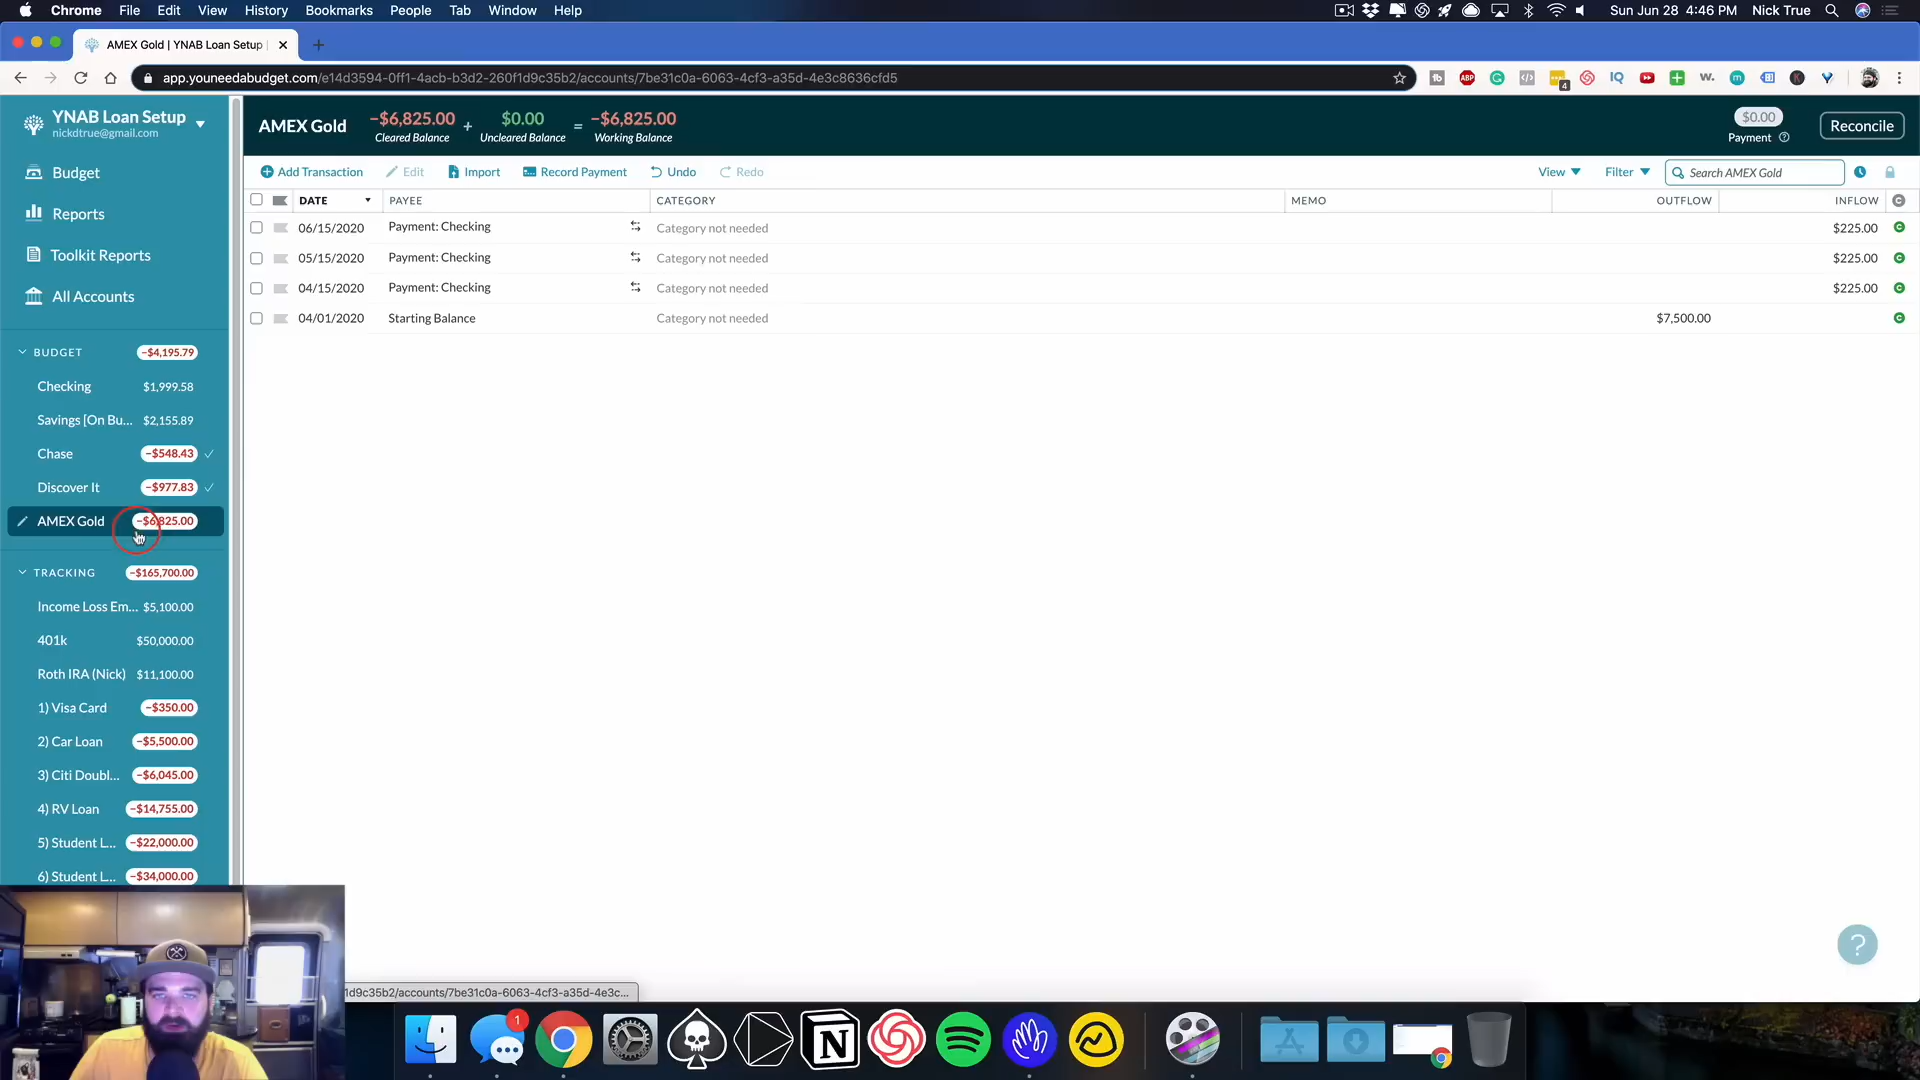 Chrome File Edit View History Bookmarks People Tab Window Help Sun Jun 28 4:46 PM Nick True
AMEX Gold | YNAB Loan Setup
app.youneedabudget.com/e14d3594-0ff1-4acb-b3d2-260f1d9c35b2/accounts/7be31c0a-6063-4cf3-a35d-4e3c8636cfd5
tb ABP IQ w. m K
4
YNAB Loan Setup
nickdtrue@gmail.com
Budget
Reports
Toolkit Reports
All Accounts
BUDGET -$4,195.79
Checking $1,999.58
Savings [On Bu... $2,155.89
Chase -$548.43
Discover It -$977.83
AMEX Gold -$6,825.00
TRACKING -$165,700.00
Income Loss Em... $5,100.00
401k $50,000.00
Roth IRA (Nick) $11,100.00
1) Visa Card -$350.00
2) Car Loan -$5,500.00
3) Citi Doubl... -$6,045.00
4) RV Loan -$14,755.00
5) Student L... -$22,000.00
6) Student L... -$34,000.00
AMEX Gold
-$6,825.00 + $0.00 = -$6,825.00
Cleared Balance Uncleared Balance Working Balance
$0.00
Payment ?
Reconcile
Add Transaction Edit Import Record Payment Undo Redo View Filter Search AMEX Gold
DATE PAYEE CATEGORY MEMO OUTFLOW INFLOW C
06/15/2020 Payment: Checking Category not needed $225.00 C
05/15/2020 Payment: Checking Category not needed $225.00 C
04/15/2020 Payment: Checking Category not needed $225.00 C
04/01/2020 Starting Balance Category not needed $7,500.00 C
?
1d9c35b2/accounts/7be31c0a-6063-4cf3-a35d-4e3c...
1
N